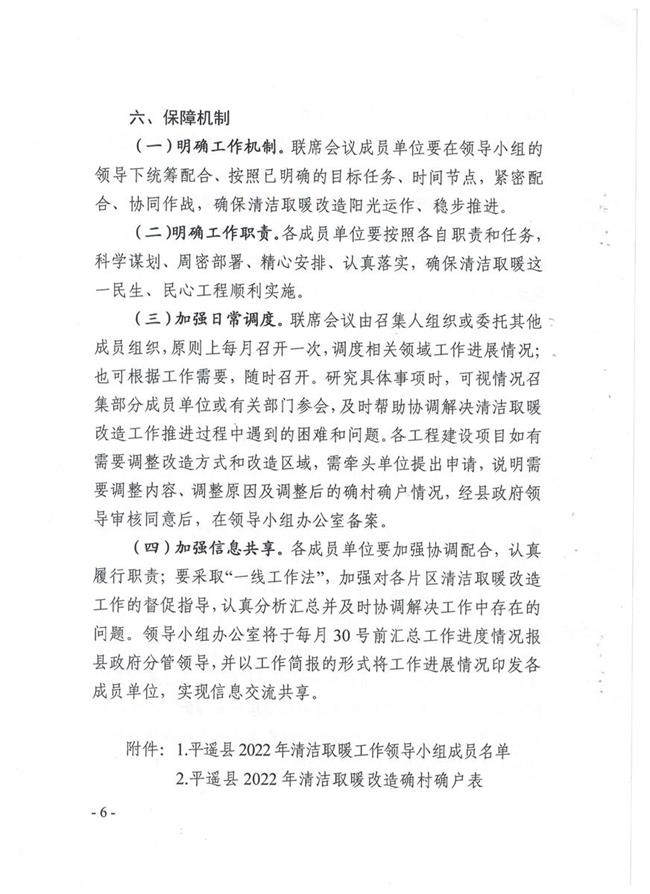 六、保障机制
（一）明确工作机制。联席会议成员单位要在领导小组的
领导下统筹配合、按照已明确的目标任务、时间节点，紧密配
合、协同作战，确保清洁取暖改造阳光运作、稳步推进。
（二）明确工作职责。各成员单位要按照各自职责和任务，
科学谋划、周密部署、精心安排、认真落实，确保清洁取暖这
一民生、民心工程顺利实施。
（三）加强日常调度。联席会议由召集人组织或委托其他
成员组织，原则上每月召开一次，调度相关领域工作进展情况；
也可根据工作需要，随时召开。研究具体事项时，可视情况召
集部分成员单位或有关部门参会，及时帮助协调解决清洁取暖
改造工作推进过程中遇到的困难和问题。各工程建设项目如有
需要调整改造方式和改造区域，需牵头单位提出申请，说明需
要调整内容、调整原因及调整后的确村确户情况，经县政府领
导审核同意后，在领导小组办公室备案。
（四）加强信息共享。各成员单位要加强协调配合，认真
履行职责；要采取“一线工作法”，加强对各片区清洁取暖改造
工作的督促指导，认真分析汇总并及时协调解决工作中存在的
问题。领导小组办公室将于每月 30 号前汇总工作进度情况报
县政府分管领导，并以工作简报的形式将工作进展情况印发各
成员单位，实现信息交流共享。
附件：1.平遥县 2022 年清洁取暖工作领导小组成员名单
2.平遥县 2022 年清洁取暖改造确村确户表
- 6 -